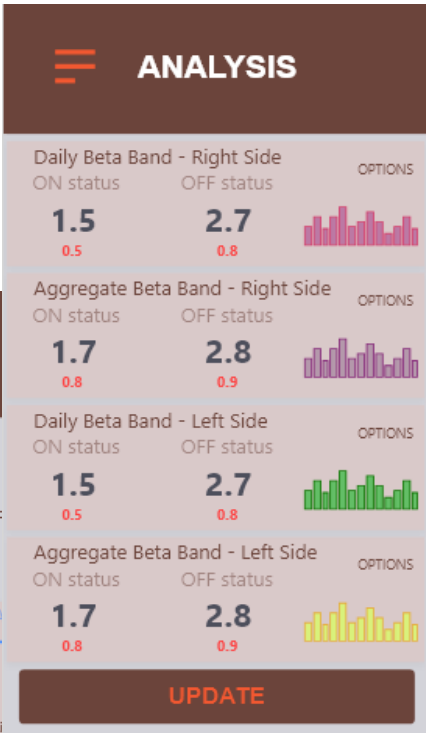 ANALYSIS
Daily Beta Band - Right Side
OPTIONS
ON status OFF status
1.5 2.7
0.5 0.8
Aggregate Beta Band - Right Side
OPTIONS
ON status OFF status
1.7 2.8
0.8 0.9
Daily Beta Band - Left Side
OPTIONS
ON status OFF status
1.5 2.7
0.5 0.8
Aggregate Beta Band - Left Side
OPTIONS
ON status OFF status
1.7 2.8
0.8 0.9
UPDATE